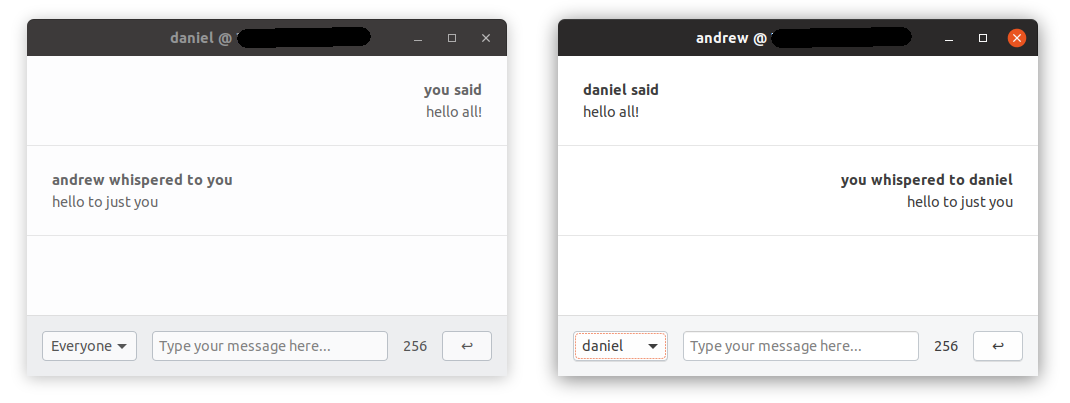 daniel @
you said
hello all!
andrew whispered to you
hello to just you
Everyone
Type your message here...
256
↩
andrew @
daniel said
hello all!
you whispered to daniel
hello to just you
daniel
Type your message here...
256
↩